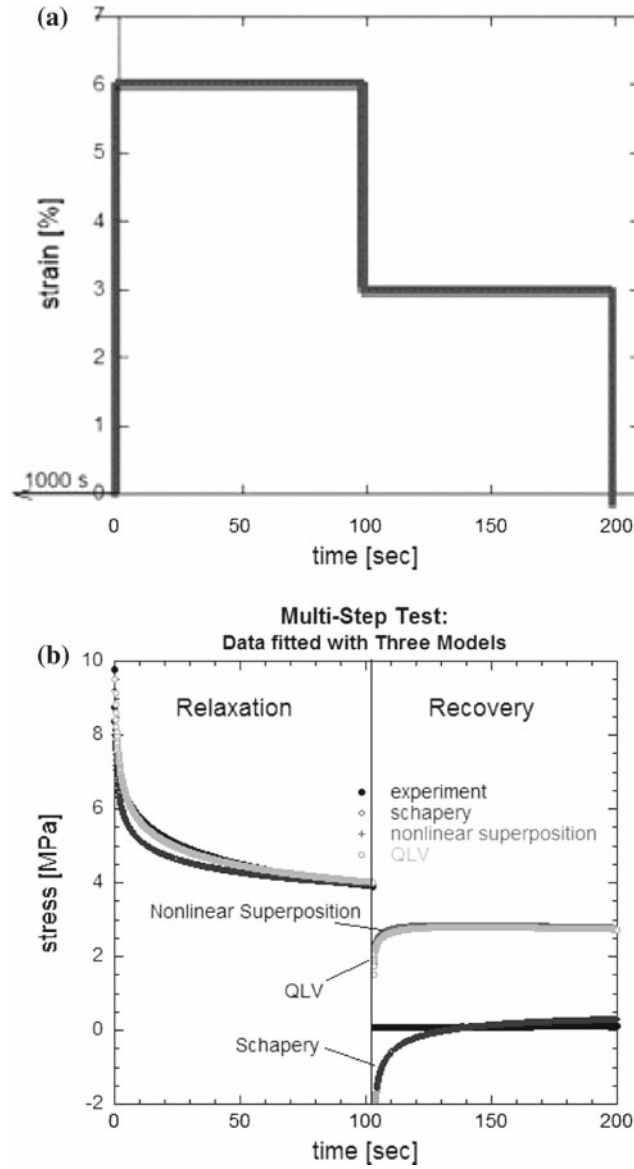 (a)
7
6
5
4
3
2
1
0
strain [%]
1000 s
0 50 100 150 200
time [sec]
Multi-Step Test:
(b) Data fitted with Three Models
10
8
6
4
2
0
-2
stress [MPa]
Relaxation Recovery
experiment
schapery
nonlinear superposition
QLV
Nonlinear Superposition
QLV
Schapery
0 50 100 150 200
time [sec]